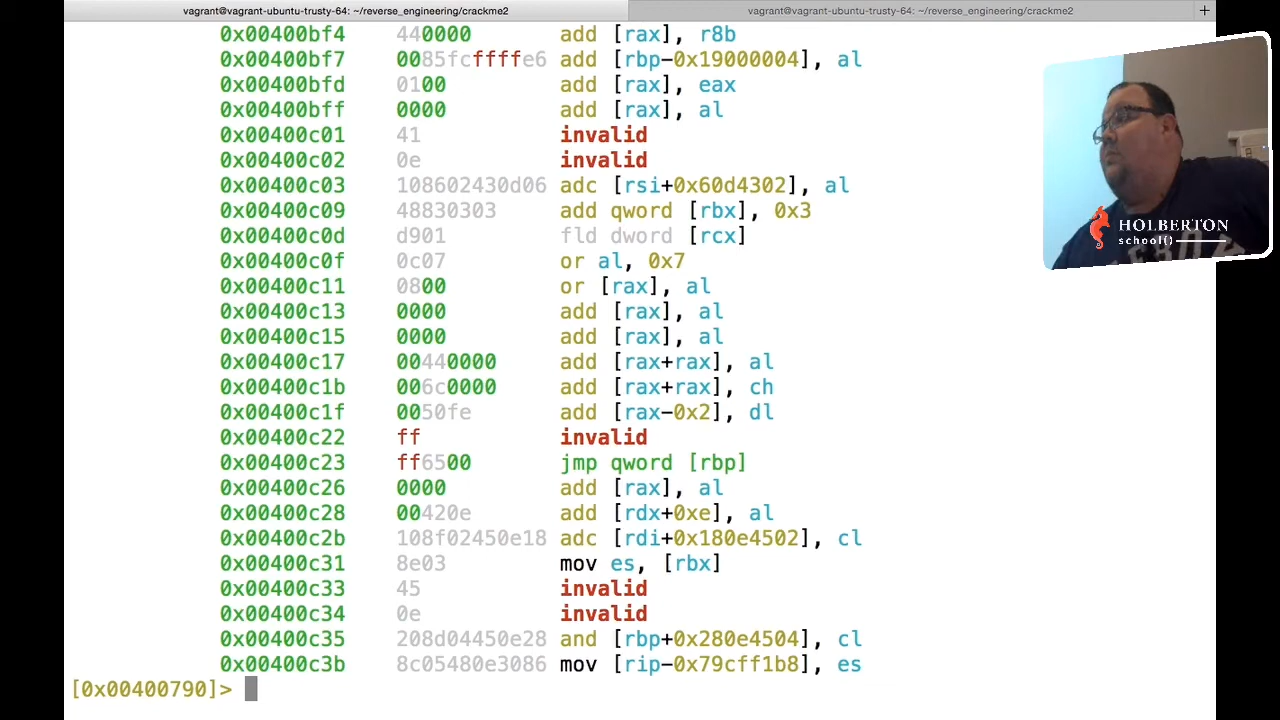 vagrant@vagrant-ubuntu-trusty-64: ~/reverse_engineering/crackme2 vagrant@vagrant-ubuntu-trusty-64: ~/reverse_engineering/crackme2 +
0x00400bf4 440000 add [rax], r8b
0x00400bf7 0085fcffffe6 add [rbp-0x19000004], al
0x00400bfd 0100 add [rax], eax
0x00400bff 0000 add [rax], al
0x00400c01 41 invalid
0x00400c02 0e invalid
0x00400c03 108602430d06 adc [rsi+0x60d4302], al
0x00400c09 48830303 add qword [rbx], 0x3
0x00400c0d d901 fld dword [rcx]
0x00400c0f 0c07 or al, 0x7
0x00400c11 0800 or [rax], al
0x00400c13 0000 add [rax], al
0x00400c15 0000 add [rax], al
0x00400c17 00440000 add [rax+rax], al
0x00400c1b 006c0000 add [rax+rax], ch
0x00400c1f 0050fe add [rax-0x2], dl
0x00400c22 ff invalid
0x00400c23 ff6500 jmp qword [rbp]
0x00400c26 0000 add [rax], al
0x00400c28 00420e add [rdx+0xe], al
0x00400c2b 108f02450e18 adc [rdi+0x180e4502], cl
0x00400c31 8e03 mov es, [rbx]
0x00400c33 45 invalid
0x00400c34 0e invalid
0x00400c35 208d04450e28 and [rbp+0x280e4504], cl
0x00400c3b 8c05480e3086 mov [rip-0x79cff1b8], es
[0x00400790]>
HOLBERTON
school()